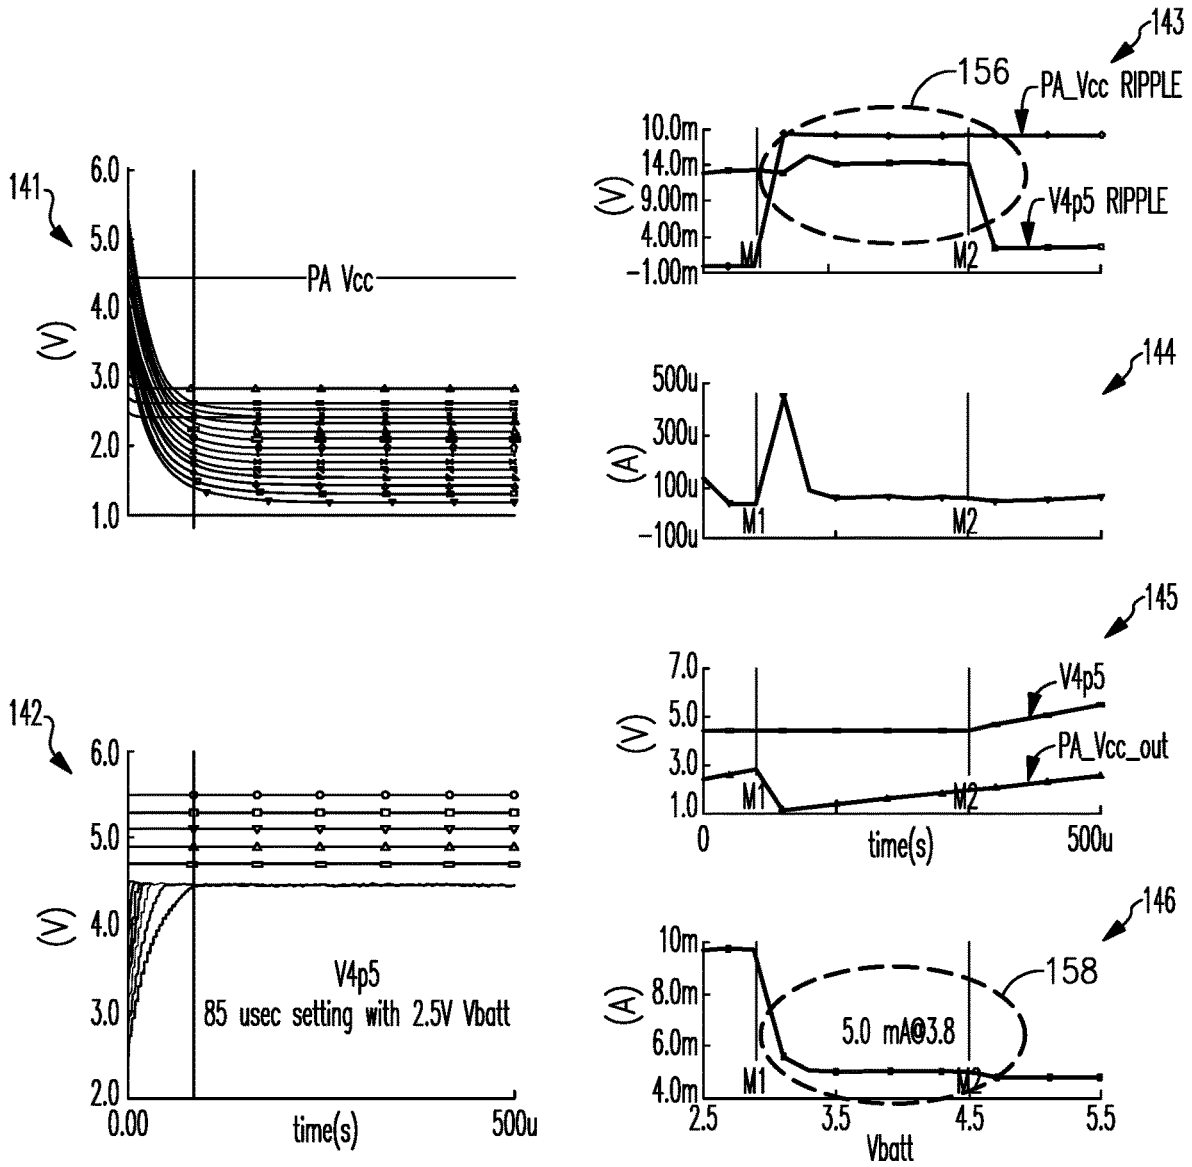 141
6.0
5.0
4.0
3.0
2.0
1.0
(V)
PA Vcc
142
6.0
5.0
4.0
3.0
2.0
(V)
V4p5
85 usec setting with 2.5V Vbatt
0.00
time(s)
500u
143
156
PA_Vcc RIPPLE
10.0m
14.0m
9.00m
4.00m
-1.00m
(V)
V4p5 RIPPLE
M1
M2
144
500u
300u
100u
-100u
(A)
M1
M2
145
7.0
5.0
3.0
1.0
(V)
V4p5
PA_Vcc_out
M1
M2
0
time(s)
500u
146
10m
8.0m
6.0m
4.0m
(A)
158
5.0 mA@3.8
M1
M2
2.5
3.5
4.5
5.5
Vbatt